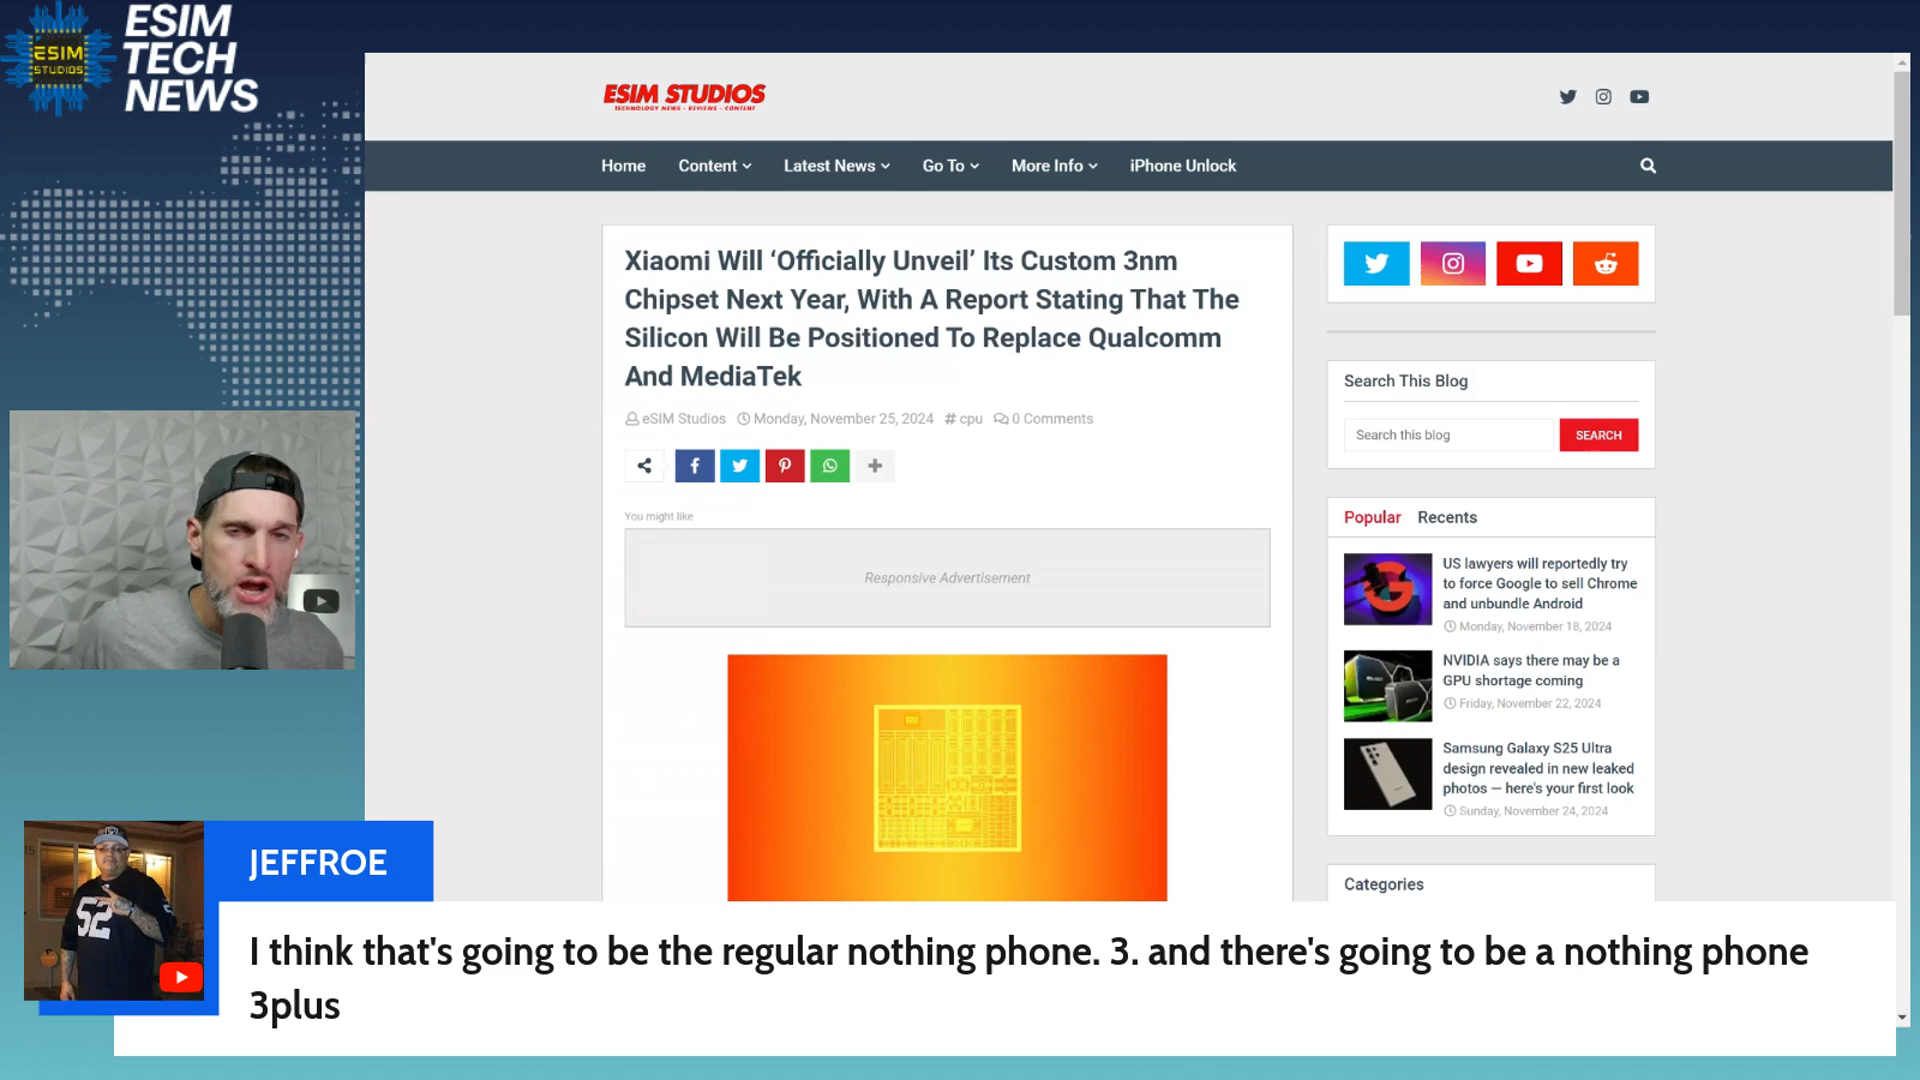 ESIM
STUDIOS
ESIM
TECH
NEWS
ESIM STUDIOS
TECHNOLOGY NEWS - REVIEWS - CONTENT
Home
Content
Latest News
Go To
More Info
iPhone Unlock
Xiaomi Will ‘Officially Unveil’ Its Custom 3nm
Chipset Next Year, With A Report Stating That The
Silicon Will Be Positioned To Replace Qualcomm
And MediaTek
eSIM Studios
Monday, November 25, 2024
# cpu
0 Comments
You might like
Responsive Advertisement
Search This Blog
Search this blog
SEARCH
Popular
Recents
US lawyers will reportedly try
to force Google to sell Chrome
and unbundle Android
Monday, November 18, 2024
NVIDIA says there may be a
GPU shortage coming
Friday, November 22, 2024
Samsung Galaxy S25 Ultra
design revealed in new leaked
photos — here's your first look
Sunday, November 24, 2024
Categories
52
JEFFROE
I think that's going to be the regular nothing phone. 3. and there's going to be a nothing phone
3plus